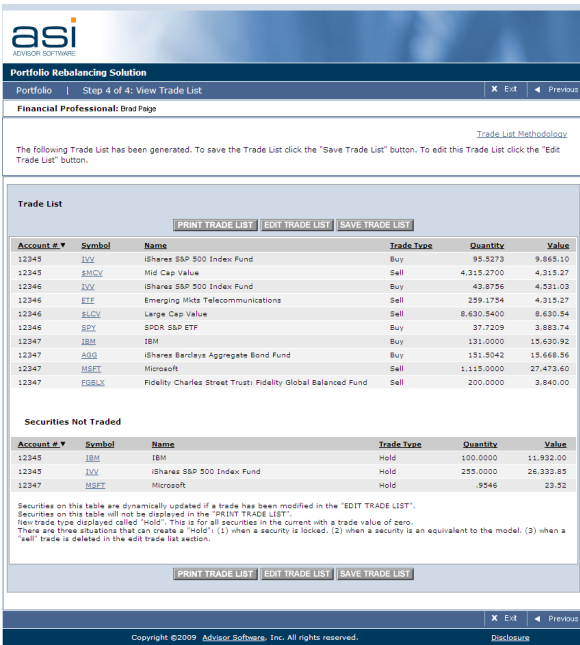 asi
ADVISOR SOFTWARE
Portfolio Rebalancing Solution
Portfolio | Step 4 of 4: View Trade List X Exit ◄ Previous
Financial Professional: Brad Paige
Trade List Methodology
The following Trade List has been generated. To save the Trade List click the "Save Trade List" button. To edit this Trade List click the "Edit
Trade List" button.
Trade List
PRINT TRADE LIST EDIT TRADE LIST SAVE TRADE LIST
Account # ▼ Symbol Name Trade Type Quantity Value
12345 IVV iShares S&P 500 Index Fund Buy 95.5273 9,865.10
12345 $MCV Mid Cap Value Sell 4,315.2700 4,315.27
12346 IVV iShares S&P 500 Index Fund Buy 43.8756 4,531.03
12346 ETF Emerging Mkts Telecommunications Sell 259.1754 4,315.27
12346 $LCV Large Cap Value Sell 8,630.5400 8,630.54
12346 SPY SPDR S&P ETF Buy 37.7209 3,883.74
12347 IBM IBM Buy 131.0000 15,630.92
12347 AGG iShares Barclays Aggregate Bond Fund Buy 151.5042 15,668.56
12347 MSFT Microsoft Sell 1,115.0000 27,473.60
12347 FGBLX Fidelity Charles Street Trust: Fidelity Global Balanced Fund Sell 200.0000 3,840.00
Securities Not Traded
Account # ▼ Symbol Name Trade Type Quantity Value
12345 IBM IBM Hold 100.0000 11,932.00
12345 IVV iShares S&P 500 Index Fund Hold 255.0000 26,333.85
12347 MSFT Microsoft Hold .9546 23.52
Securities on this table are dynamically updated if a trade has been modified in the "EDIT TRADE LIST".
Securities on this table will not be displayed in the "PRINT TRADE LIST".
New trade type displayed called "Hold". This is for all securities in the current with a trade value of zero.
There are three situations that can create a "Hold": (1) when a security is locked. (2) when a security is an equivalent to the model. (3) when a
"sell" trade is deleted in the edit trade list section.
PRINT TRADE LIST EDIT TRADE LIST SAVE TRADE LIST
X Exit ◄ Previous
Copyright ©2009 Advisor Software, Inc. All rights reserved. Disclosure